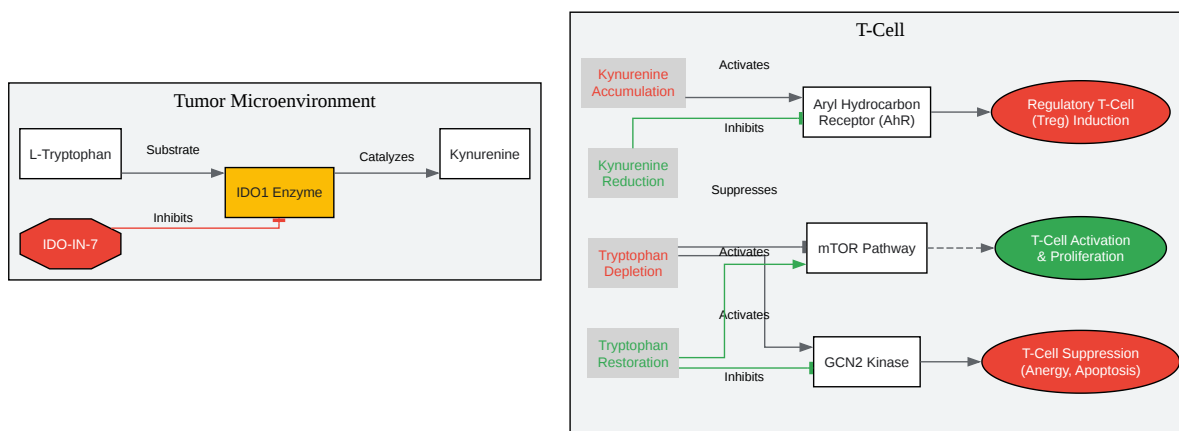 Tumor Microenvironment
L-Tryptophan
Substrate
IDO1 Enzyme
Catalyzes
Kynurenine
Inhibits
IDO-IN-7
T-Cell
Kynurenine
Accumulation
Activates
Aryl Hydrocarbon
Receptor (AhR)
Regulatory T-Cell
(Treg) Induction
Inhibits
Kynurenine
Reduction
Suppresses
Tryptophan
Depletion
Activates
mTOR Pathway
T-Cell Activation
& Proliferation
Activates
Tryptophan
Restoration
Inhibits
GCN2 Kinase
T-Cell Suppression
(Anergy, Apoptosis)